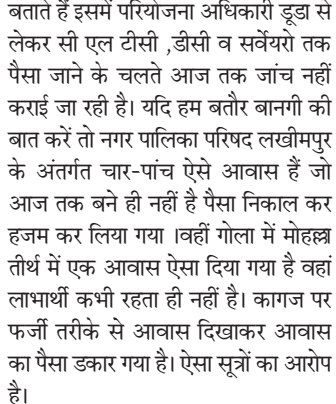 बताते हैं इसमें परियोजना अधिकारी डूडा से
लेकर सी एल टीसी ,डीसी व सर्वेयरो तक
पैसा जाने के चलते आज तक जांच नहीं
कराई जा रही है। यदि हम बतौर बानगी की
बात करें तो नगर पालिका परिषद लखीमपुर
के अंतर्गत चार-पांच ऐसे आवास हैं जो
आज तक बने ही नहीं है पैसा निकाल कर
हजम कर लिया गया ।वहीं गोला में मोहल्ला
तीर्थ में एक आवास ऐसा दिया गया है वहां
लाभार्थी कभी रहता ही नहीं है। कागज पर
फर्जी तरीके से आवास दिखाकर आवास
का पैसा डकार गया है। ऐसा सूत्रों का आरोप
है।